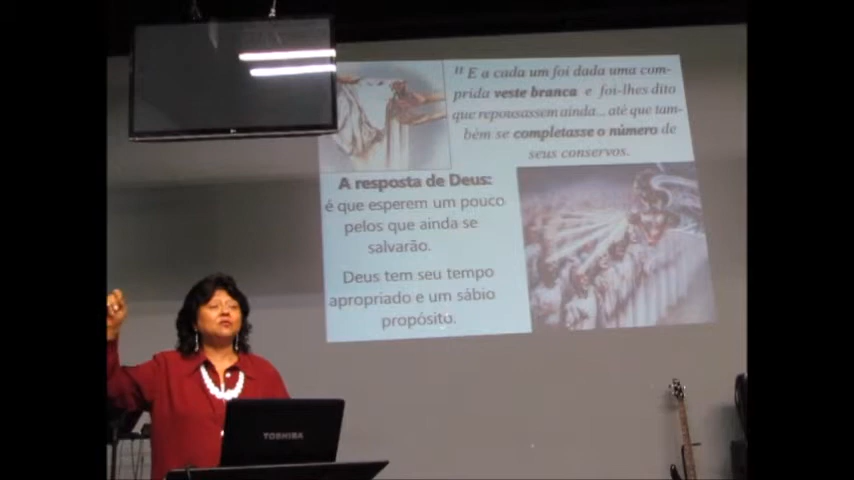 " E a cada um foi dada uma com-
prida veste branca e foi-lhes dito
que repousassem ainda... até que tam-
bém se completasse o número de
seus conservos.
A resposta de Deus:
é que esperem um pouco
pelos que ainda se
salvarão.
Deus tem seu tempo
apropriado e um sábio
propósito.
TOSHIBA